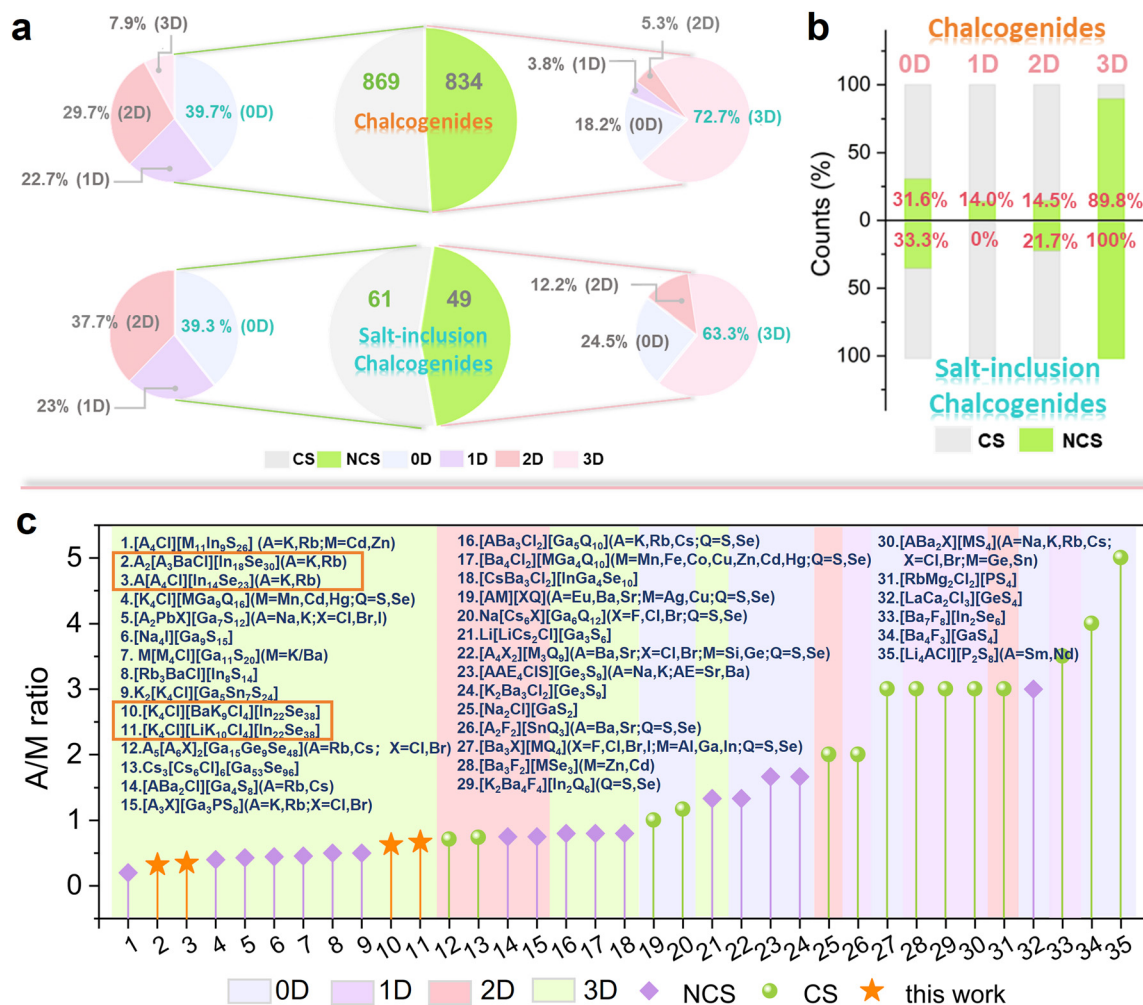 a
7.9% (3D)
29.7% (2D)
39.7% (0D)
22.7% (1D)
869
834
Chalcogenides
5.3% (2D)
3.8% (1D)
18.2% (0D)
72.7% (3D)
37.7% (2D)
39.3 % (0D)
23% (1D)
61
49
Salt-inclusion
Chalcogenides
12.2% (2D)
24.5% (0D)
63.3% (3D)
CS NCS 0D 1D 2D 3D
b
Chalcogenides
0D 1D 2D 3D
Counts (%)
100
50
0
50
100
31.6% 14.0% 14.5% 89.8%
33.3% 0% 21.7% 100%
Salt-inclusion
Chalcogenides
CS NCS
c
A/M ratio
5
4
3
2
1
0
1.[A₄Cl][M₁₁In₉S₂₆] (A=K,Rb;M=Cd,Zn)
2.A₂[A₃BaCl][In₁₈Se₃₀](A=K,Rb)
3.A[A₄Cl][In₁₄Se₂₃](A=K,Rb)
4.[K₄Cl][MGa₉Q₁₆](M=Mn,Cd,Hg;Q=S,Se)
5.[A₂PbX][Ga₇S₁₂](A=Na,K;X=Cl,Br,I)
6.[Na₄I][Ga₉S₁₅]
7. M[M₄Cl][Ga₁₁S₂₀](M=K/Ba)
8.[Rb₃BaCl][In₈S₁₄]
9.K₂[K₄Cl][Ga₅Sn₇S₂₄]
10.[K₄Cl][BaK₉Cl₄][In₂₂Se₃₈]
11.[K₄Cl][LiK₁₀Cl₄][In₂₂Se₃₈]
12.A₅[A₆X]₂[Ga₁₅Ge₉Se₄₈](A=Rb,Cs; X=Cl,Br)
13.Cs₃[Cs₆Cl]₆[Ga₅₃Se₉₆]
14.[ABa₂Cl][Ga₄S₈](A=Rb,Cs)
15.[A₃X][Ga₃PS₈](A=K,Rb;X=Cl,Br)
16.[ABa₃Cl₂][Ga₅Q₁₀](A=K,Rb,Cs;Q=S,Se)
17.[Ba₄Cl₂][MGa₄Q₁₀](M=Mn,Fe,Co,Cu,Zn,Cd,Hg;Q=S,Se)
18.[CsBa₃Cl₂][InGa₄Se₁₀]
19.[AM][XQ](A=Eu,Ba,Sr;M=Ag,Cu;Q=S,Se)
20.Na[Cs₆X][Ga₆Q₁₂](X=F,Cl,Br;Q=S,Se)
21.Li[LiCs₂Cl][Ga₃S₆]
22.[A₄X₂][M₃Q₉](A=Ba,Sr;X=Cl,Br;M=Si,Ge;Q=S,Se)
23.[AAE₄ClS][Ge₃S₉](A=Na,K;AE=Sr,Ba)
24.[K₂Ba₃Cl₂][Ge₃S₉]
25.[Na₂Cl][GaS₂]
26.[A₂F₂][SnQ₃](A=Ba,Sr;Q=S,Se)
27.[Ba₃X][MQ₄](X=F,Cl,Br,I;M=Al,Ga,In;Q=S,Se)
28.[Ba₃F₂][MSe₃](M=Zn,Cd)
29.[K₂Ba₄F₄][In₂Q₆](Q=S,Se)
30.[ABa₂X][MS₄](A=Na,K,Rb,Cs;
X=Cl,Br;M=Ge,Sn)
31.[RbMg₂Cl₂][PS₄]
32.[LaCa₂Cl₃][GeS₄]
33.[Ba₇F₈][In₂Se₆]
34.[Ba₄F₃][GaS₄]
35.[Li₄ACl][P₂S₈](A=Sm,Nd)
1 2 3 4 5 6 7 8 9 10 11 12 13 14 15 16 17 18 19 20 21 22 23 24 25 26 27 28 29 30 31 32 33 34 35
0D 1D 2D 3D NCS CS this work